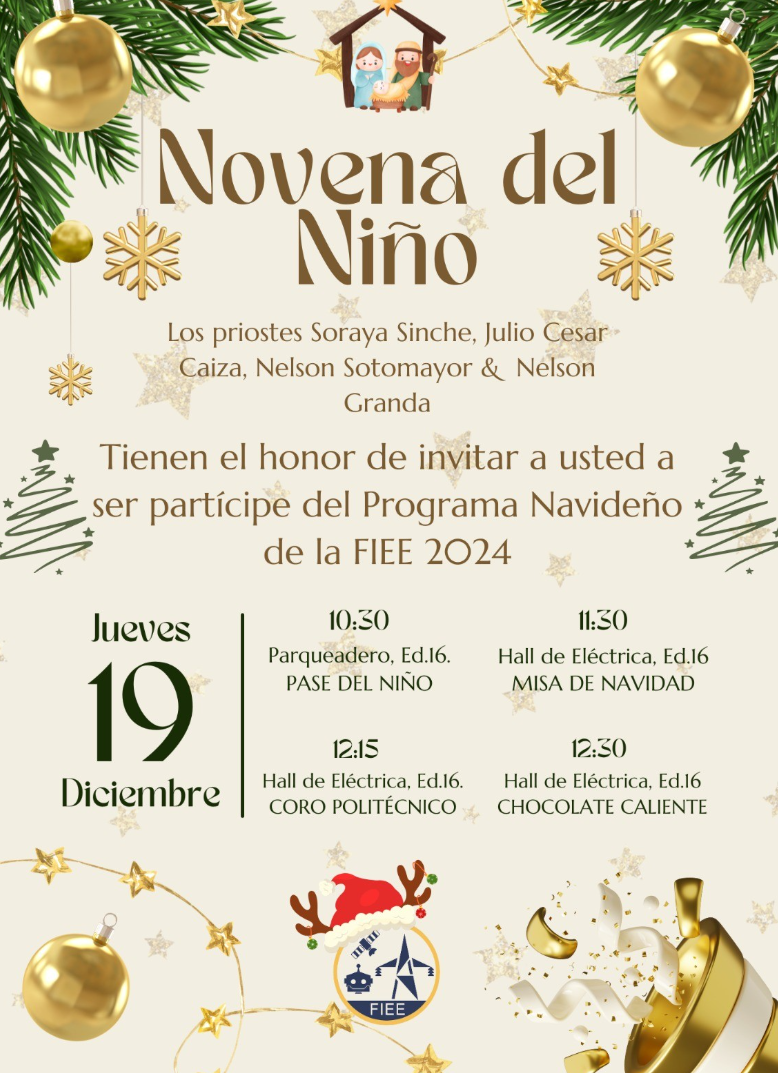 Novena del
Niño
Los priostes Soraya Sinche, Julio Cesar
Caiza, Nelson Sotomayor & Nelson
Granda
Tienen el honor de invitar a usted a
ser partícipe del Programa Navideño
de la FIEE 2024
Jueves
19
Diciembre
10:30
Parqueadero, Ed.16.
PASE DEL NIÑO
11:30
Hall de Eléctrica, Ed.16
MISA DE NAVIDAD
12:15
Hall de Eléctrica, Ed.16.
CORO POLITÉCNICO
12:30
Hall de Eléctrica, Ed.16
CHOCOLATE CALIENTE
FIEE